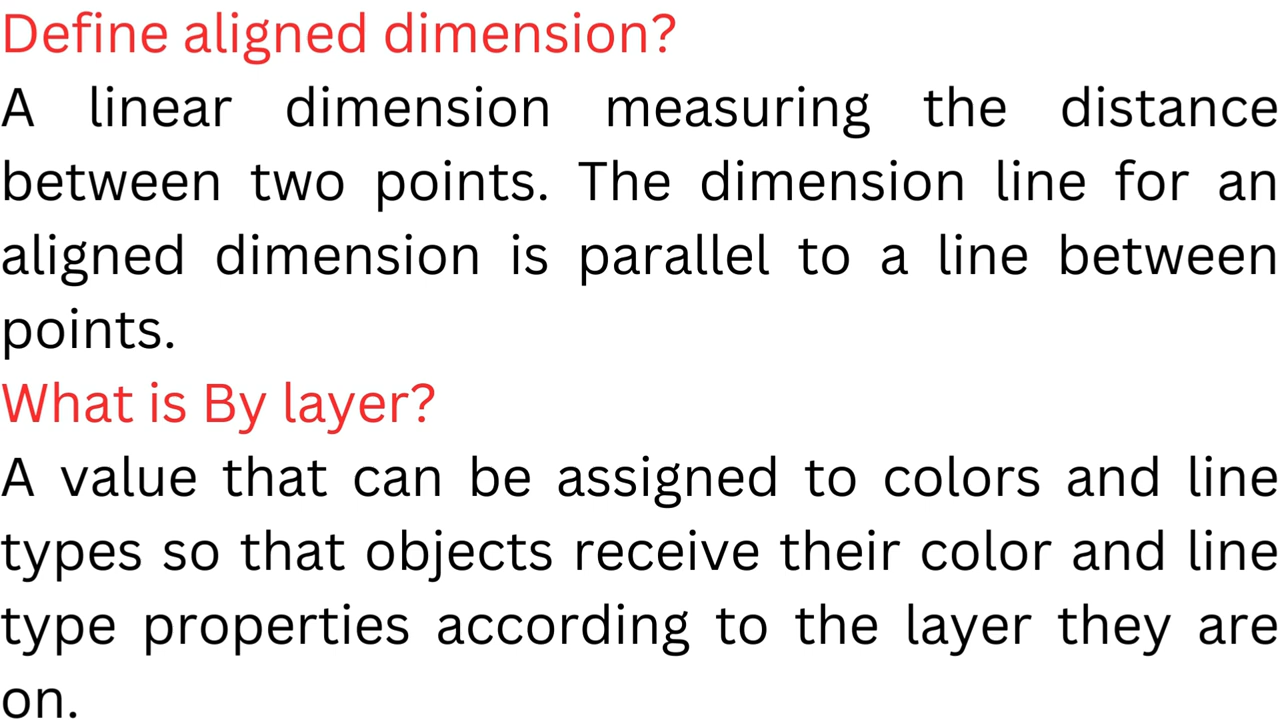 Define aligned dimension?
A linear dimension measuring the distance
between two points. The dimension line for an
aligned dimension is parallel to a line between
points.
What is By layer?
A value that can be assigned to colors and line
types so that objects receive their color and line
type properties according to the layer they are
on.